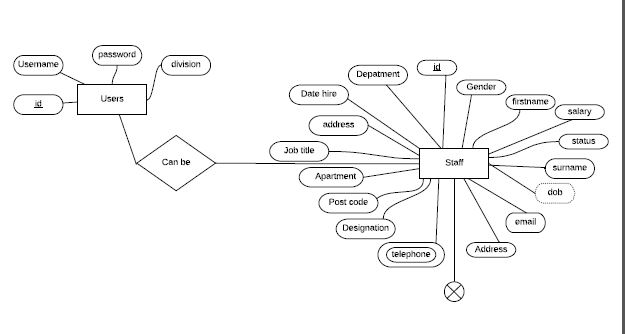 Username
password
division
id
Users
Can be
Depatment
id
Gender
Date hire
firstname
salary
address
status
Job title
Staff
surname
Apartment
dob
Post code
email
Designation
telephone
Address